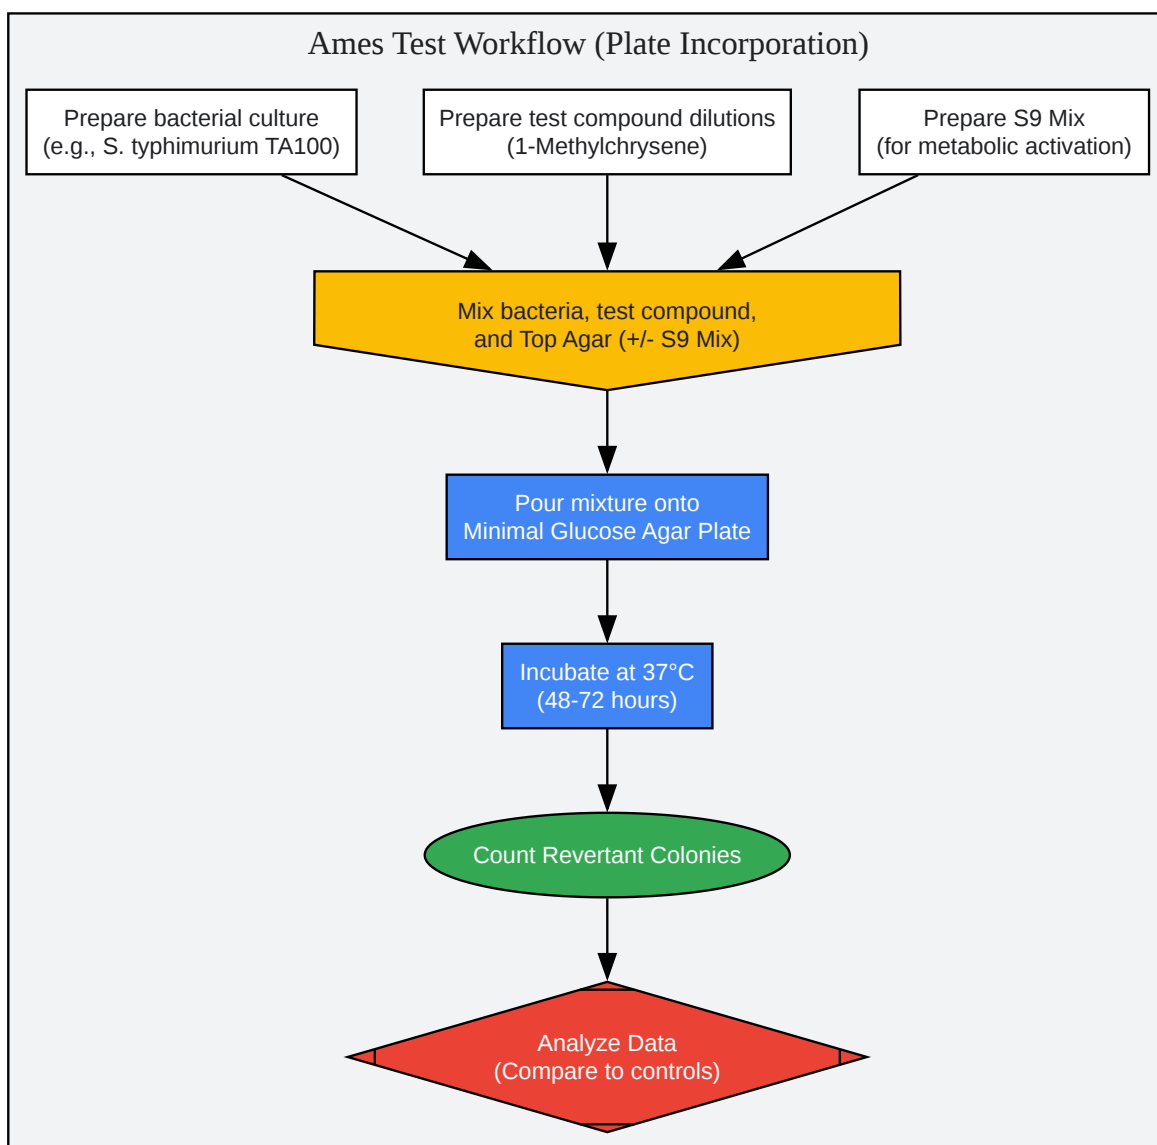 Ames Test Workflow (Plate Incorporation)
Prepare bacterial culture
(e.g., S. typhimurium TA100)
Prepare test compound dilutions
(1-Methylchrysene)
Prepare S9 Mix
(for metabolic activation)
Mix bacteria, test compound,
and Top Agar (+/- S9 Mix)
Pour mixture onto
Minimal Glucose Agar Plate
Incubate at 37°C
(48-72 hours)
Count Revertant Colonies
Analyze Data
(Compare to controls)